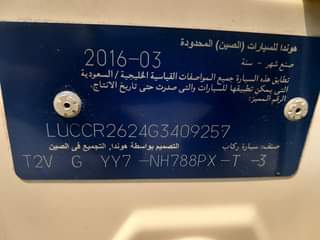 هوندا للسيارات (الصين) المحدودة
صنع شهر - سنة
2016-03
تطابق هذه السيارة جميع المواصفات القياسية الخليجية / السعودية
التي يمكن تطبيقها للسيارات والتى صدرت حتى تاريخ الانتاج.
الرقم المميز:
LUCCR2624G3409257
صنف: سيارة ركاب
التصميم بواسطة هوندا, التجميع فى الصين
T2V G YY7 -NH788PX -T -3